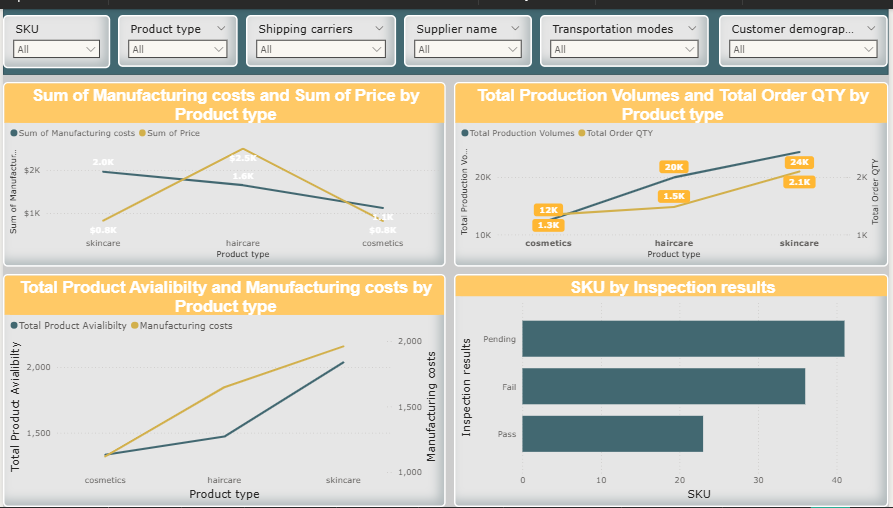 SKU
All
Product type
All
Shipping carriers
All
Supplier name
All
Transportation modes
All
Customer demograp...
All
Sum of Manufacturing costs and Sum of Price by
Product type
Sum of Manufacturing costs
Sum of Price
Sum of Manufactur...
$2K
$1K
2.0K
$2.5K
1.6K
1.1K
$0.8K
$0.8K
skincare
haircare
cosmetics
Product type
Total Production Volumes and Total Order QTY by
Product type
Total Production Volumes
Total Order QTY
Total Production Vo...
20K
10K
12K
1.3K
20K
1.5K
24K
2.1K
2K
1K
Total Order QTY
cosmetics
haircare
skincare
Product type
Total Product Avialibilty and Manufacturing costs by
Product type
Total Product Avialibilty
Manufacturing costs
Total Product Avialibilty
2,000
1,500
2,000
1,500
1,000
Manufacturing costs
cosmetics
haircare
skincare
Product type
SKU by Inspection results
Inspection results
Pending
Fail
Pass
0
10
20
30
40
SKU